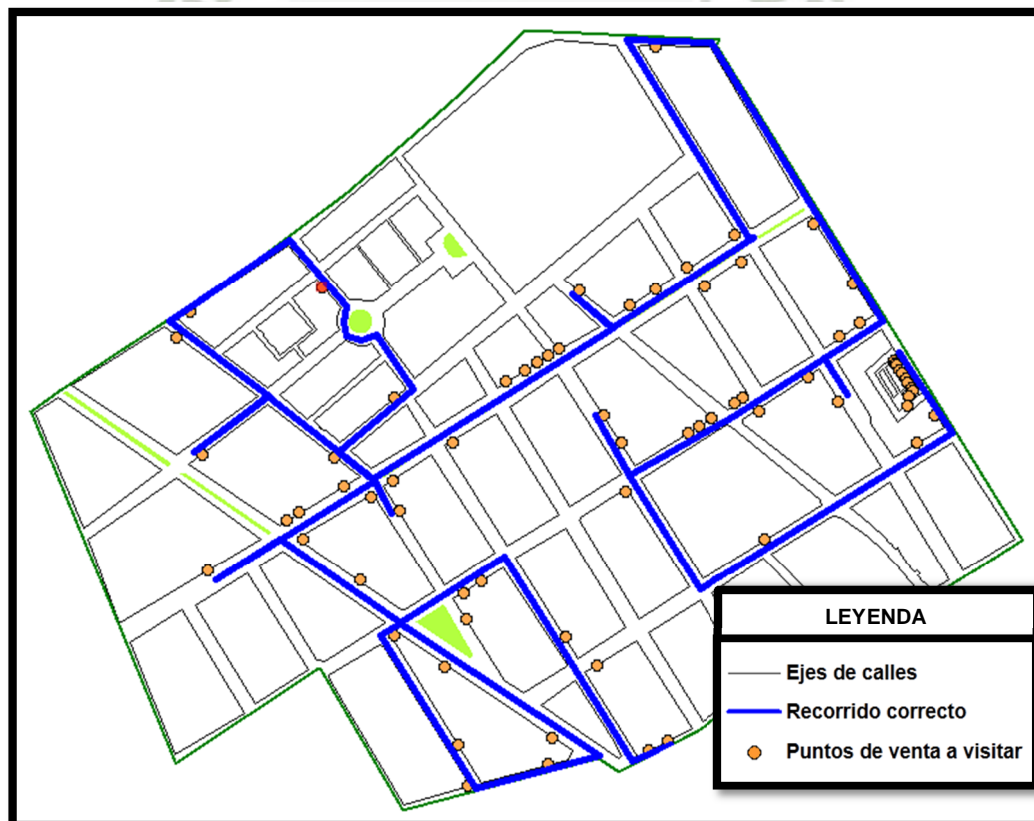 LEYENDA
Ejes de calles
Recorrido correcto
Puntos de venta a visitar